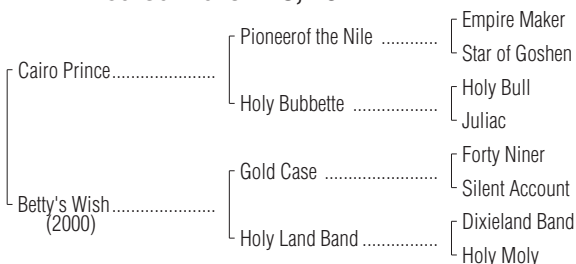 Empire Maker
Pioneerof the Nile ............
Star of Goshen
Cairo Prince......................
Holy Bull
Holy Bubbette ..................
Juliac
Forty Niner
Gold Case ........................
Silent Account
Betty's Wish......................
(2000)
Dixieland Band
Holy Land Band ................
Holy Moly